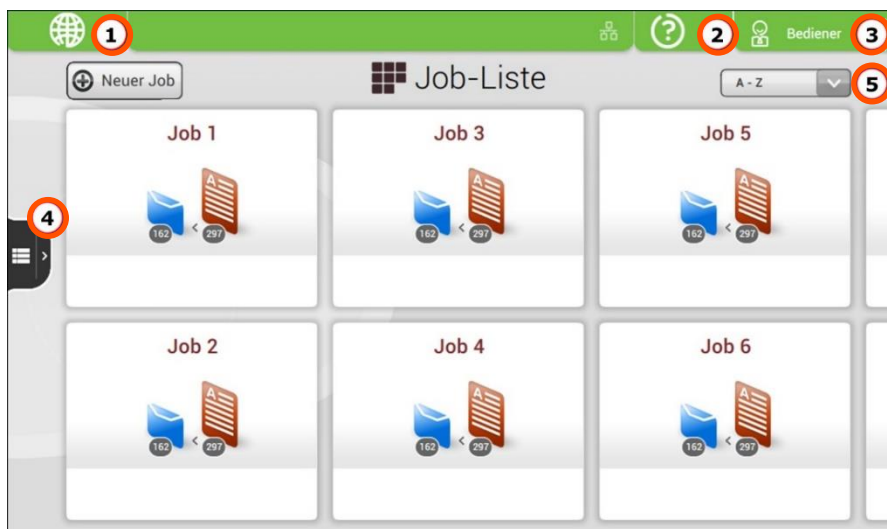 1
2
Bediener 3
Neuer Job
Job-Liste
A - Z 5
Job 1
Job 3
Job 5
A
162 < 297
A
162 < 297
A
162 < 297
4
Job 2
Job 4
Job 6
A
162 < 297
A
162 < 297
A
162 < 297